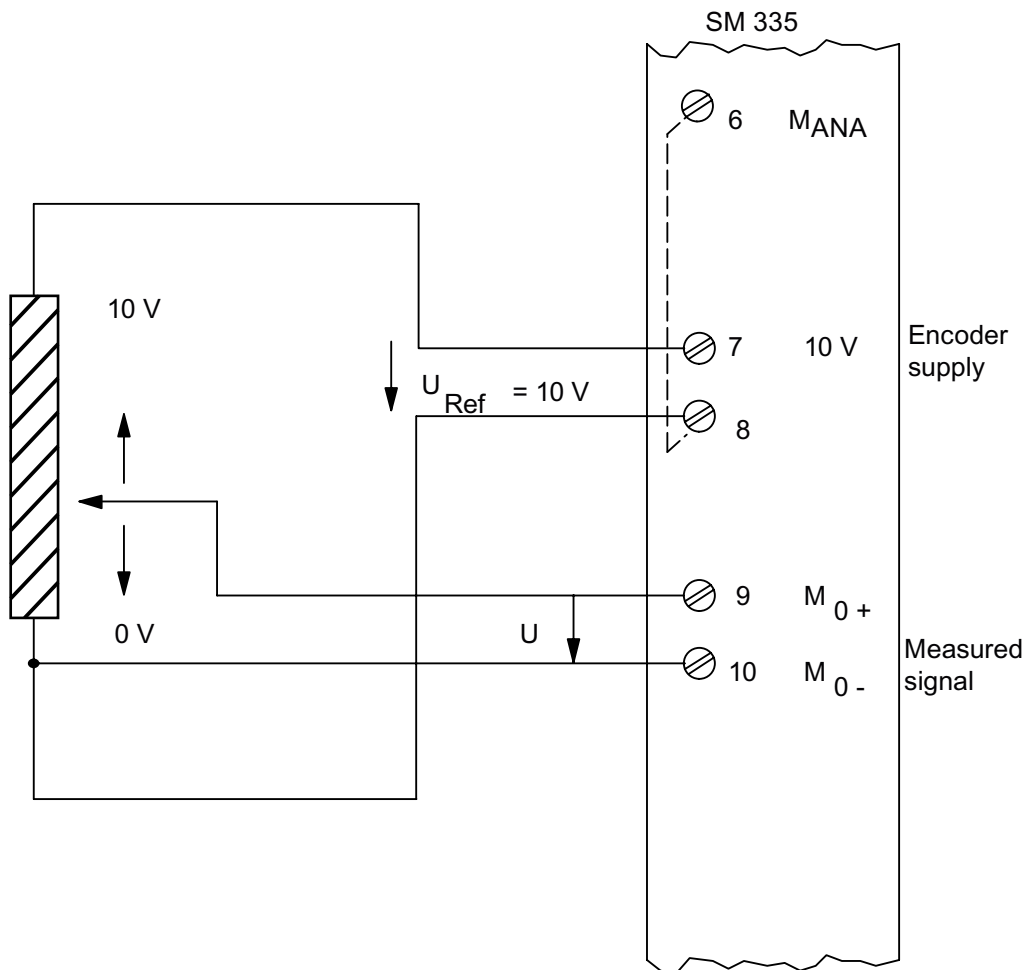 SM 335
6 MANA
10 V
7 10 V
Encoder
supply
URef = 10 V
8
9 M0 +
0 V
U
10 M0 -
Measured
signal